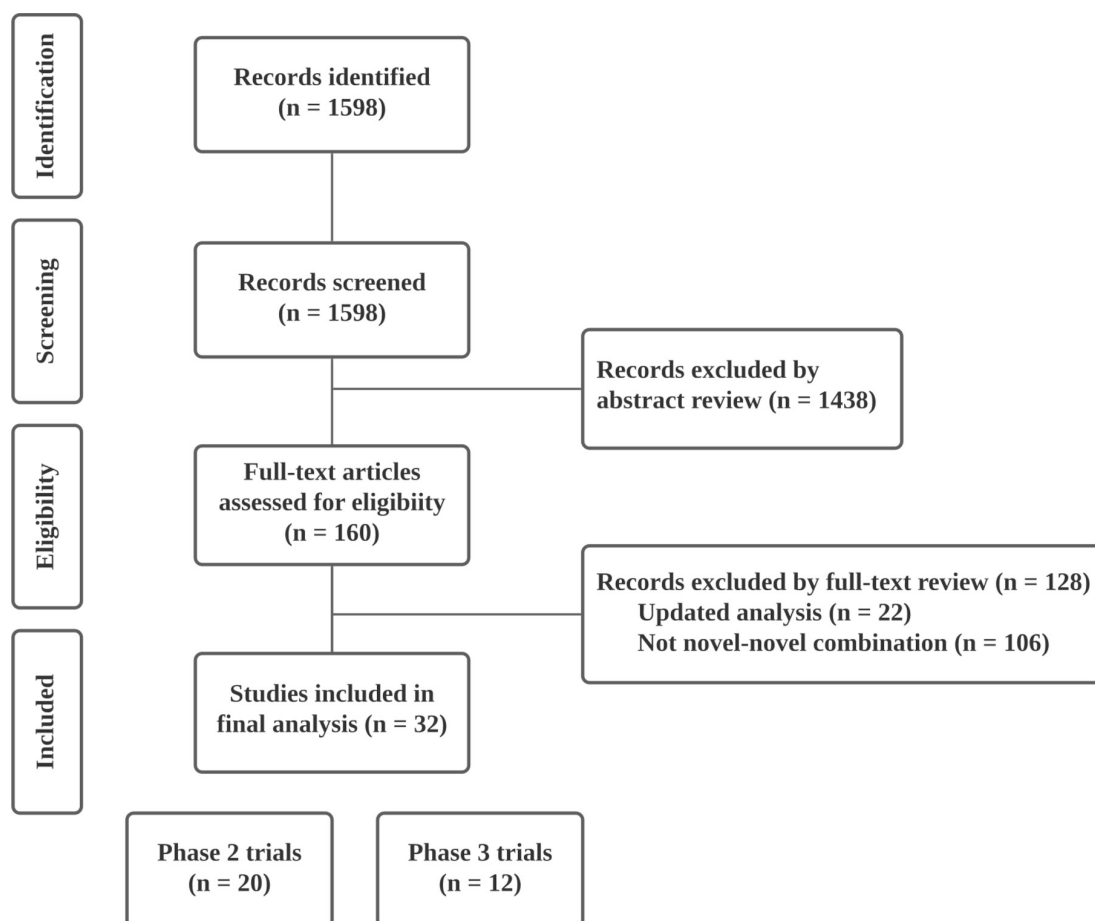 Identification
Records identified
(n = 1598)
Screening
Records screened
(n = 1598)
Records excluded by
abstract review (n = 1438)
Eligibility
Full-text articles
assessed for eligibiity
(n = 160)
Records excluded by full-text review (n = 128)
Updated analysis (n = 22)
Not novel-novel combination (n = 106)
Included
Studies included in
final analysis (n = 32)
Phase 2 trials
(n = 20)
Phase 3 trials
(n = 12)